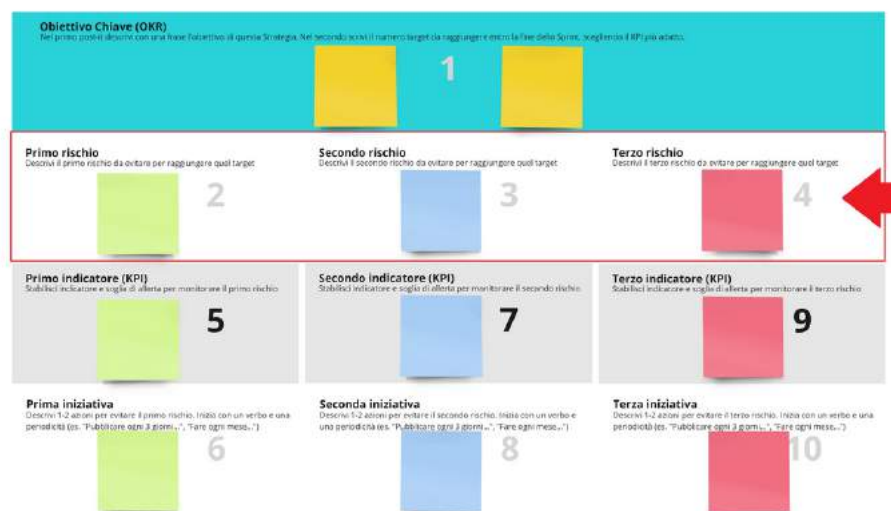 Obiettivo Chiave (OKR)
Nel primo post-it descrivi con una frase l'obiettivo di questa Strategia. Nel secondo scrivi il numero target da raggiungere entro la fine dello Sprint, scegliendo il KPI più adatto.
1
Primo rischio
Descrivi il primo rischio da evitare per raggiungere quel target
2
Secondo rischio
Descrivi il secondo rischio da evitare per raggiungere quel target
3
Terzo rischio
Descrivi il terzo rischio da evitare per raggiungere quel target
4
Primo indicatore (KPI)
Stabilisci indicatore e soglia di allerta per monitorare il primo rischio
5
Secondo indicatore (KPI)
Stabilisci indicatore e soglia di allerta per monitorare il secondo rischio
7
Terzo indicatore (KPI)
Stabilisci indicatore e soglia di allerta per monitorare il terzo rischio
9
Prima iniziativa
Descrivi 1-2 azioni per evitare il primo rischio. Inizia con un verbo e una
periodicità (es. "Pubblicare ogni 3 giorni...", "Fare ogni mese...")
6
Seconda iniziativa
Descrivi 1-2 azioni per evitare il secondo rischio. Inizia con un verbo e
una periodicità (es. "Pubblicare ogni 3 giorni...", "Fare ogni mese...")
8
Terza iniziativa
Descrivi 1-2 azioni per evitare il terzo rischio. Inizia con un verbo e una
periodicità (es. "Pubblicare ogni 3 giorni...", "Fare ogni mese...")
10